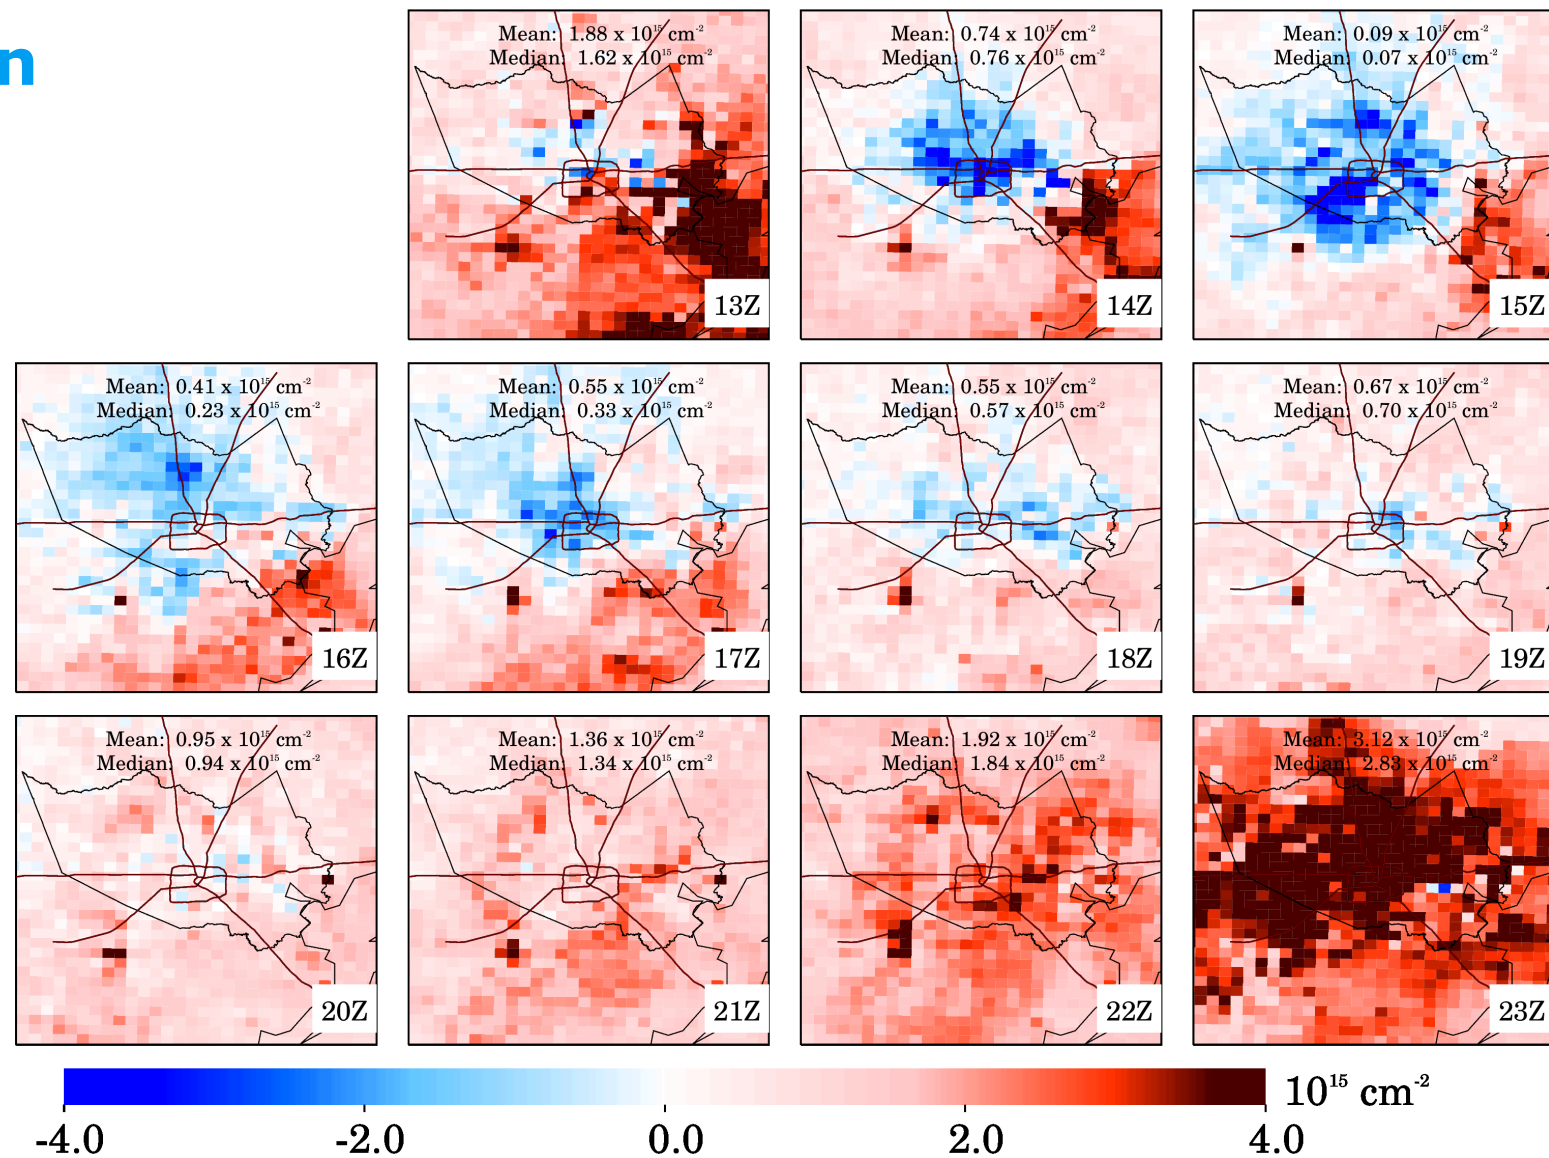 n
Mean: 1.88 x 10¹⁵ cm⁻²
Median: 1.62 x 10¹⁵ cm⁻²
13Z
Mean: 0.74 x 10¹⁵ cm⁻²
Median: 0.76 x 10¹⁵ cm⁻²
14Z
Mean: 0.09 x 10¹⁵ cm⁻²
Median: 0.07 x 10¹⁵ cm⁻²
15Z
Mean: 0.41 x 10¹⁵ cm⁻²
Median: 0.23 x 10¹⁵ cm⁻²
16Z
Mean: 0.55 x 10¹⁵ cm⁻²
Median: 0.33 x 10¹⁵ cm⁻²
17Z
Mean: 0.55 x 10¹⁵ cm⁻²
Median: 0.57 x 10¹⁵ cm⁻²
18Z
Mean: 0.67 x 10¹⁵ cm⁻²
Median: 0.70 x 10¹⁵ cm⁻²
19Z
Mean: 0.95 x 10¹⁵ cm⁻²
Median: 0.94 x 10¹⁵ cm⁻²
20Z
Mean: 1.36 x 10¹⁵ cm⁻²
Median: 1.34 x 10¹⁵ cm⁻²
21Z
Mean: 1.92 x 10¹⁵ cm⁻²
Median: 1.84 x 10¹⁵ cm⁻²
22Z
Mean: 3.12 x 10¹⁵ cm⁻²
Median: 2.83 x 10¹⁵ cm⁻²
23Z
10¹⁵ cm⁻²
-4.0 -2.0 0.0 2.0 4.0